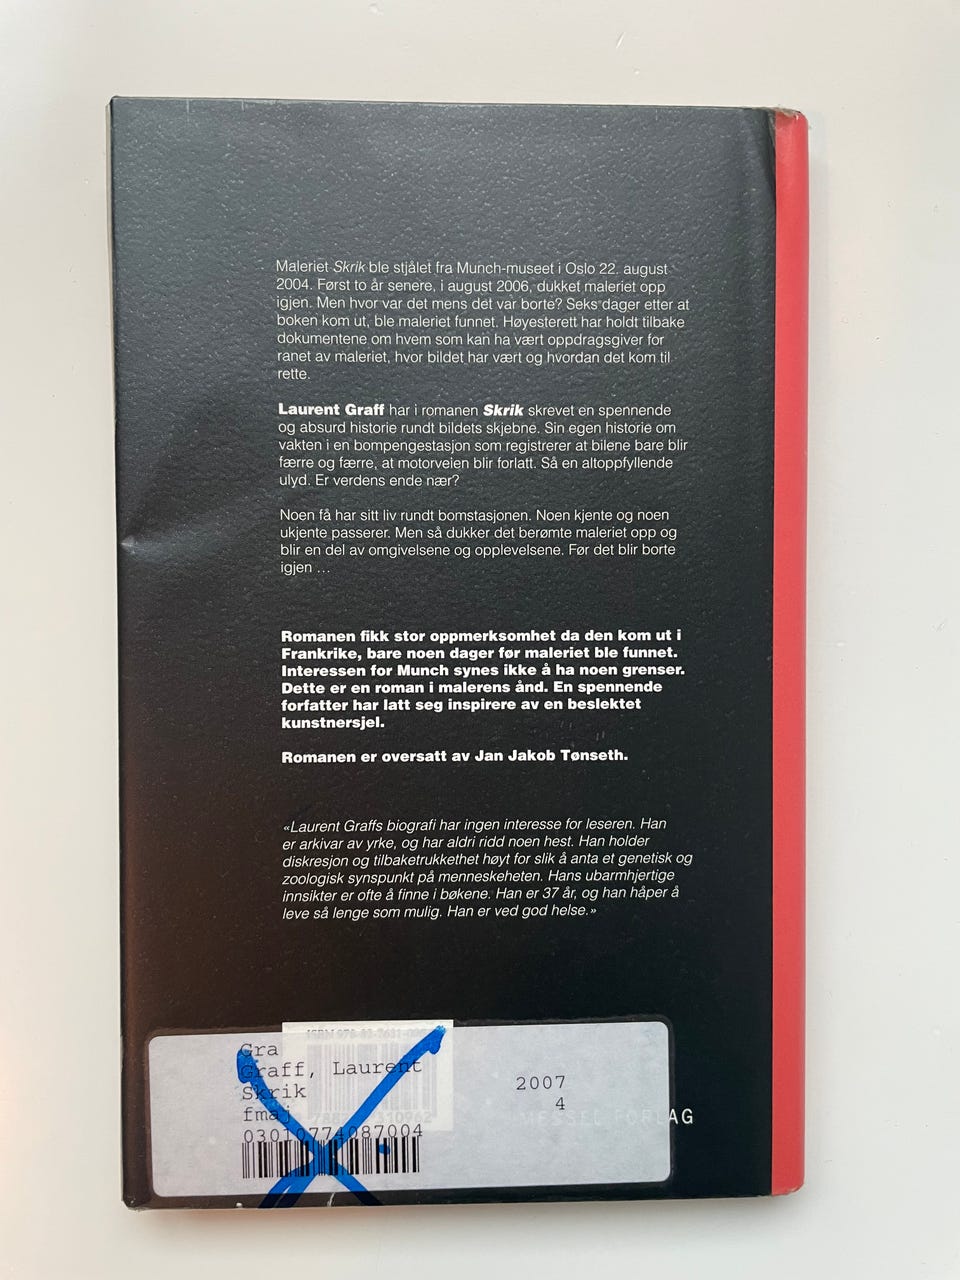 Maleriet Skrik ble stjålet fra Munch-museet i Oslo 22. august
2004. Først to år senere, i august 2006, dukket maleriet opp
igjen. Men hvor var det mens det var borte? Seks dager etter at
boken kom ut, ble maleriet funnet. Høyesterett har holdt tilbake
dokumentene om hvem som kan ha vært oppdragsgiver for
ranet av maleriet, hvor bildet har vært og hvordan det kom til
rette.
Laurent Graff har i romanen Skrik skrevet en spennende
og absurd historie rundt bildets skjebne. Sin egen historie om
vakten i en bompengestasjon som registrerer at bilene bare blir
færre og færre, at motorveien blir forlatt. Så en altoppfyllende
ulyd. Er verdens ende nær?
Noen få har sitt liv rundt bomstasjonen. Noen kjente og noen
ukjente passerer. Men så dukker det berømte maleriet opp og
blir en del av omgivelsene og opplevelsene. Før det blir borte
igjen ...
Romanen fikk stor oppmerksomhet da den kom ut i
Frankrike, bare noen dager før maleriet ble funnet.
Interessen for Munch synes ikke å ha noen grenser.
Dette er en roman i malerens ånd. En spennende
forfatter har latt seg inspirere av en beslektet
kunstnersjel.
Romanen er oversatt av Jan Jakob Tønseth.
«Laurent Graffs biografi har ingen interesse for leseren. Han
er arkivar av yrke, og har aldri ridd noen hest. Han holder
diskresjon og tilbaketrukkethet høyt for slik å anta et genetisk og
zoologisk synspunkt på menneskeheten. Hans ubarmhjertige
innsikter er ofte å finne i bøkene. Han er 37 år, og han håper å
leve så lenge som mulig. Han er ved god helse.»
ISBN
Gra
Graff, Laurent
Skrik
fmaj
03010774087004
2007
4
MESSEL FORLAG